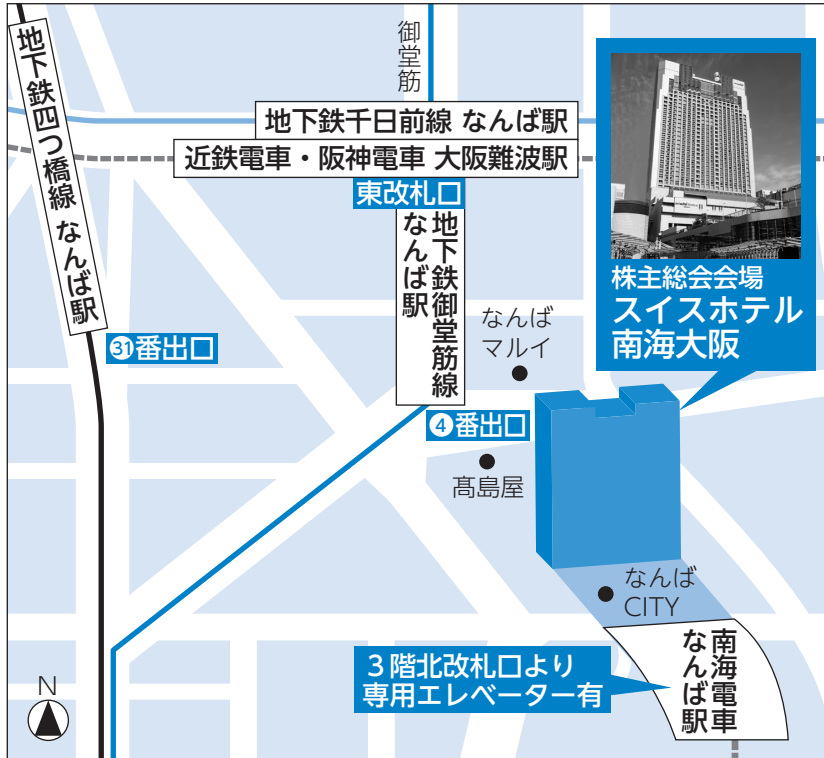 御堂筋
地下鉄四つ橋線 なんば駅
地下鉄千日前線 なんば駅
近鉄電車・阪神電車 大阪難波駅
東改札口
地下鉄御堂筋線
なんば駅
株主総会会場
スイスホテル
南海大阪
なんば
マルイ
㉛番出口
❹番出口
髙島屋
なんば
CITY
南海電車
なんば駅
3階北改札口より
専用エレベーター有
N